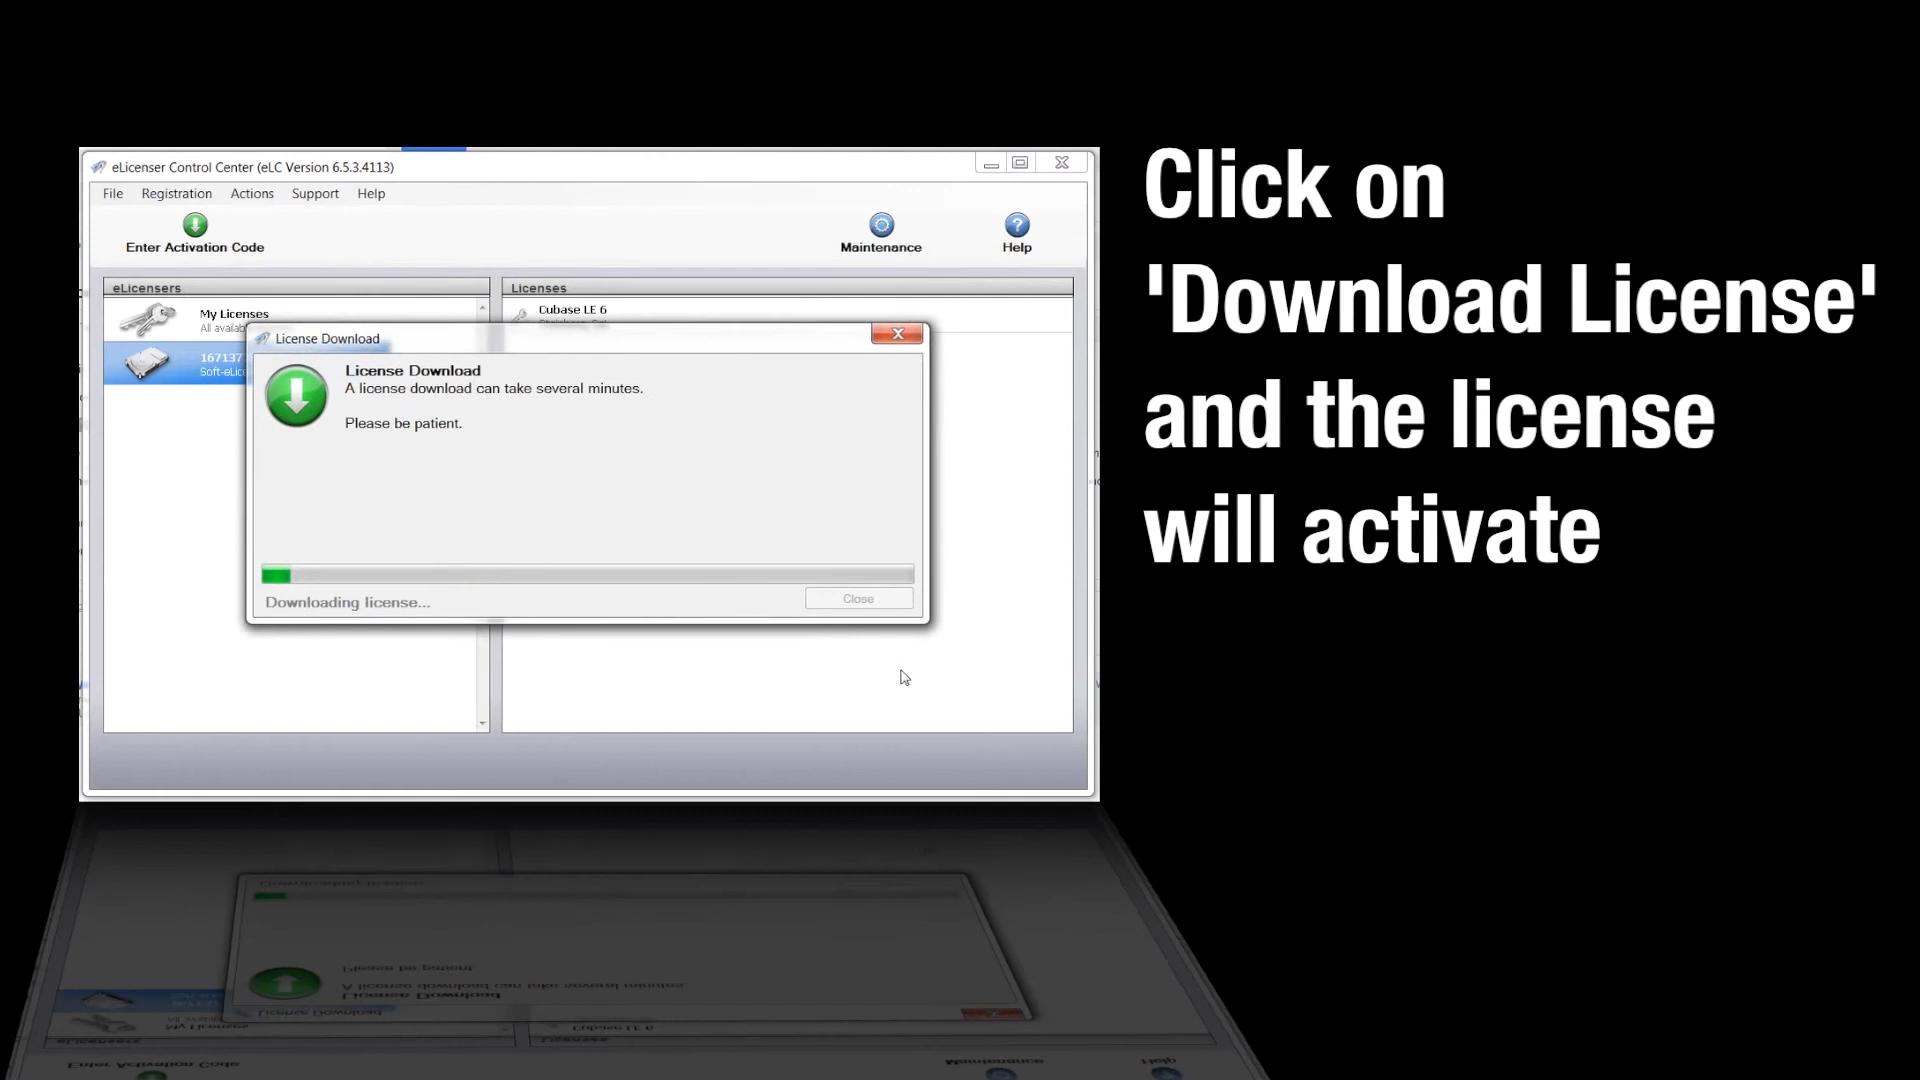 eLicenser Control Center (eLC Version 6.5.3.4113)
File Registration Actions Support Help
Enter Activation Code
Maintenance
Help
eLicensers
Licenses
My Licenses
Cubase LE 6
License Download
License Download
A license download can take several minutes.
Please be patient.
Downloading license...
Close
Click on
'Download License'
and the license
will activate